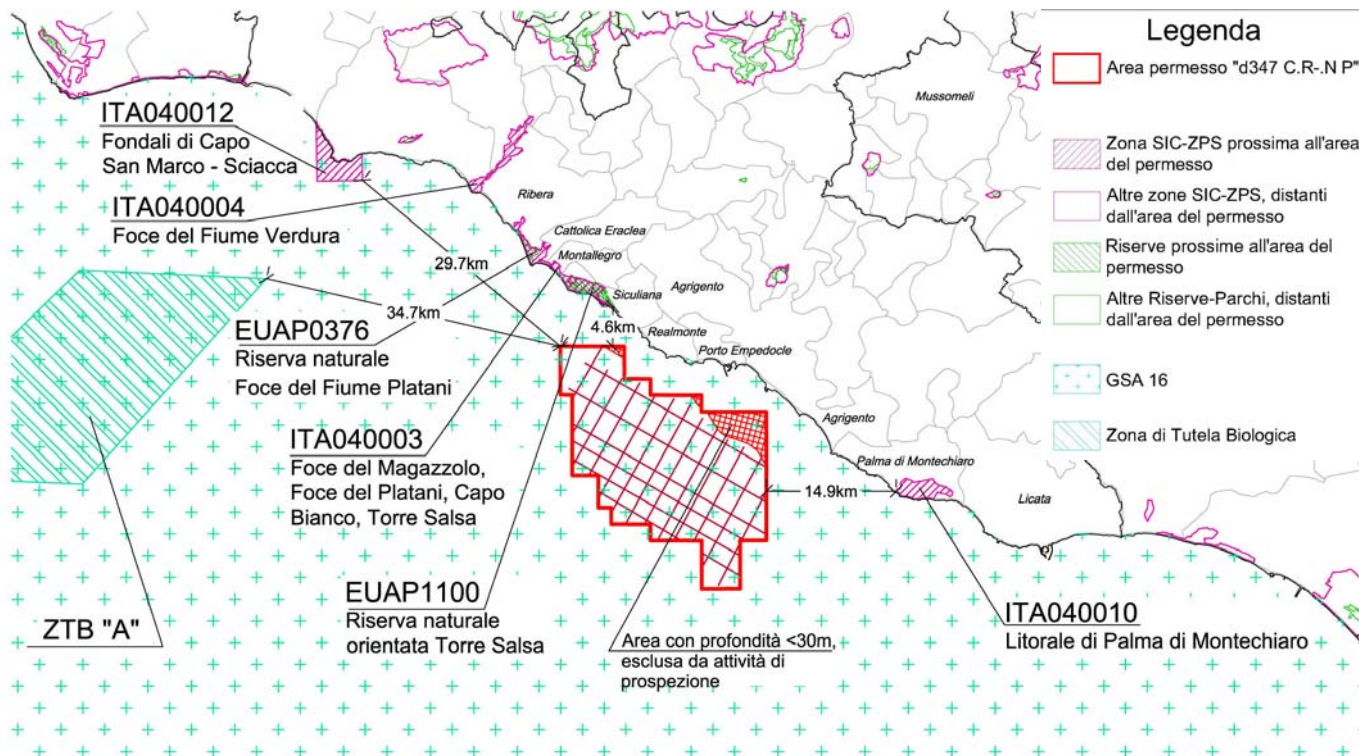 Legenda
Area permesso "d347 C.R-.N P"
Zona SIC-ZPS prossima all'area
del permesso
Altre zone SIC-ZPS, distanti
dall'area del permesso
Riserve prossime all'area del
permesso
Altre Riserve-Parchi, distanti
dall'area del permesso
GSA 16
Zona di Tutela Biologica
Mussomeli
ITA040012
Fondali di Capo
San Marco - Sciacca
ITA040004
Foce del Fiume Verdura
Ribera
Cattolica Eraclea
Montallegro
29.7km
Siculiana
Agrigento
34.7km
4.6km
Realmonte
Porto Empedocle
EUAP0376
Riserva naturale
Foce del Fiume Platani
ITA040003
Foce del Magazzolo,
Foce del Platani, Capo
Bianco, Torre Salsa
Agrigento
Palma di Montechiaro
14.9km
Licata
EUAP1100
Riserva naturale
orientata Torre Salsa
ZTB "A"
Area con profondità <30m,
esclusa da attività di
prospezione
ITA040010
Litorale di Palma di Montechiaro